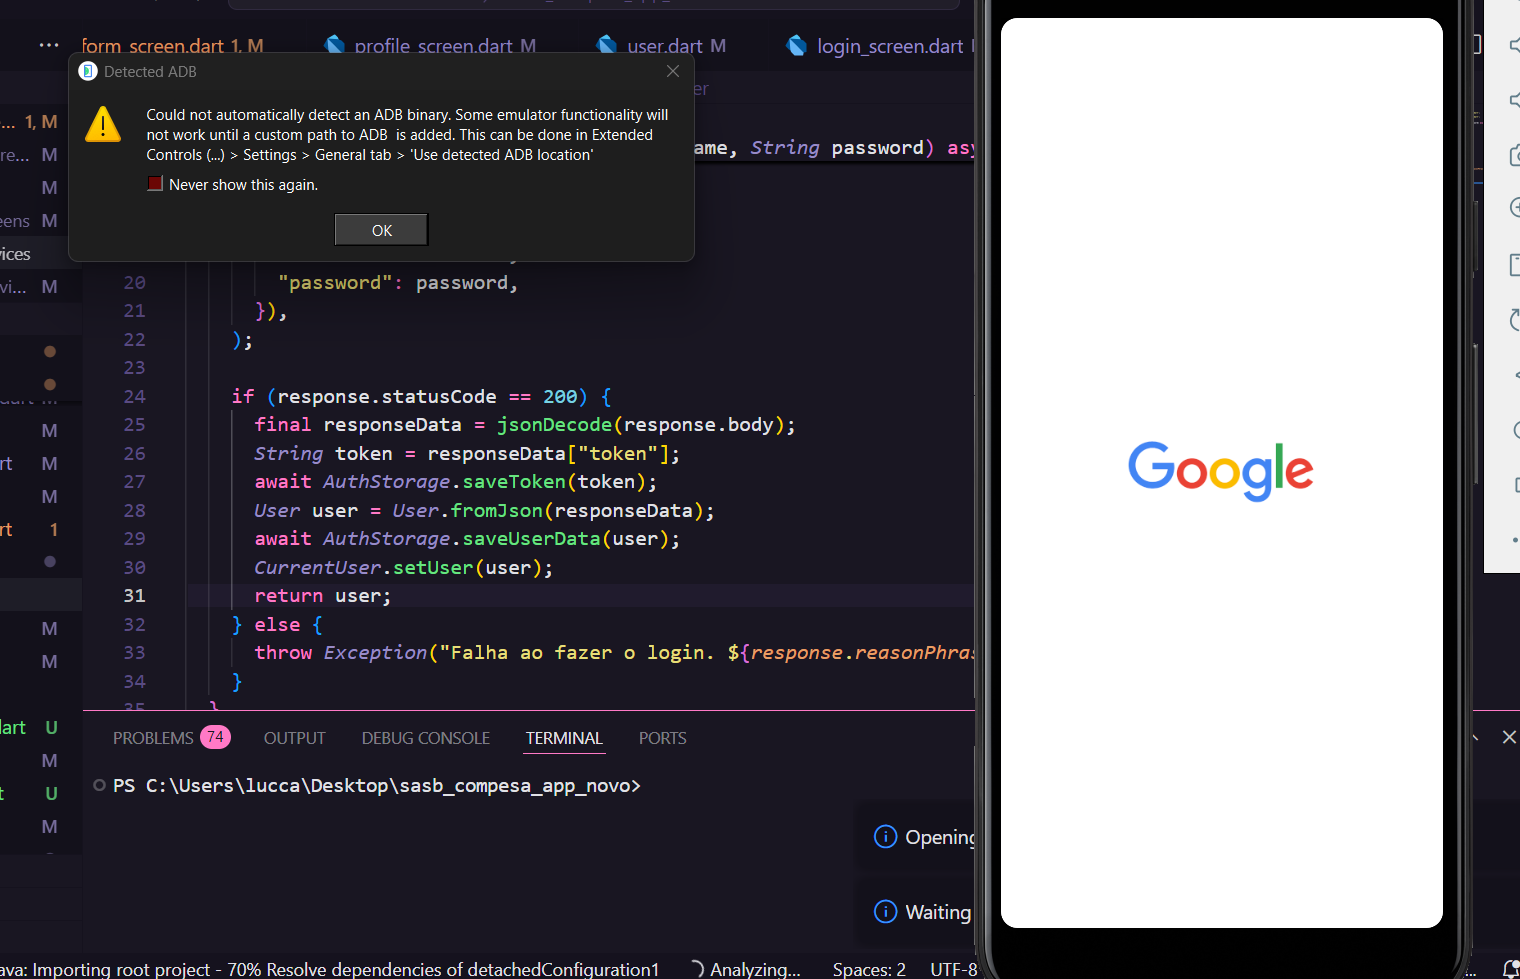 form_screen.dart 1, M
profile_screen.dart M
user.dart M
login_screen.dart
Detected ADB
Could not automatically detect an ADB binary. Some emulator functionality will
not work until a custom path to ADB is added. This can be done in Extended
Controls (...) > Settings > General tab > 'Use detected ADB location'
Never show this again.
OK
... 1, M
re... M
M
eens M
vices
vi... M
M
rt M
M
rt 1
M
M
dart U
M
t U
M
ame, String password) asy
20 "password": password,
21 }),
22 );
23
24 if (response.statusCode == 200) {
25 final responseData = jsonDecode(response.body);
26 String token = responseData["token"];
27 await AuthStorage.saveToken(token);
28 User user = User.fromJson(responseData);
29 await AuthStorage.saveUserData(user);
30 CurrentUser.setUser(user);
31 return user;
32 } else {
33 throw Exception("Falha ao fazer o login. ${response.reasonPhras
34 }
35 }
PROBLEMS 74 OUTPUT DEBUG CONSOLE TERMINAL PORTS
PS C:\Users\lucca\Desktop\sasb_compesa_app_novo>
Opening
Waiting
ava: Importing root project - 70% Resolve dependencies of detachedConfiguration1 Analyzing... Spaces: 2 UTF-8
Google